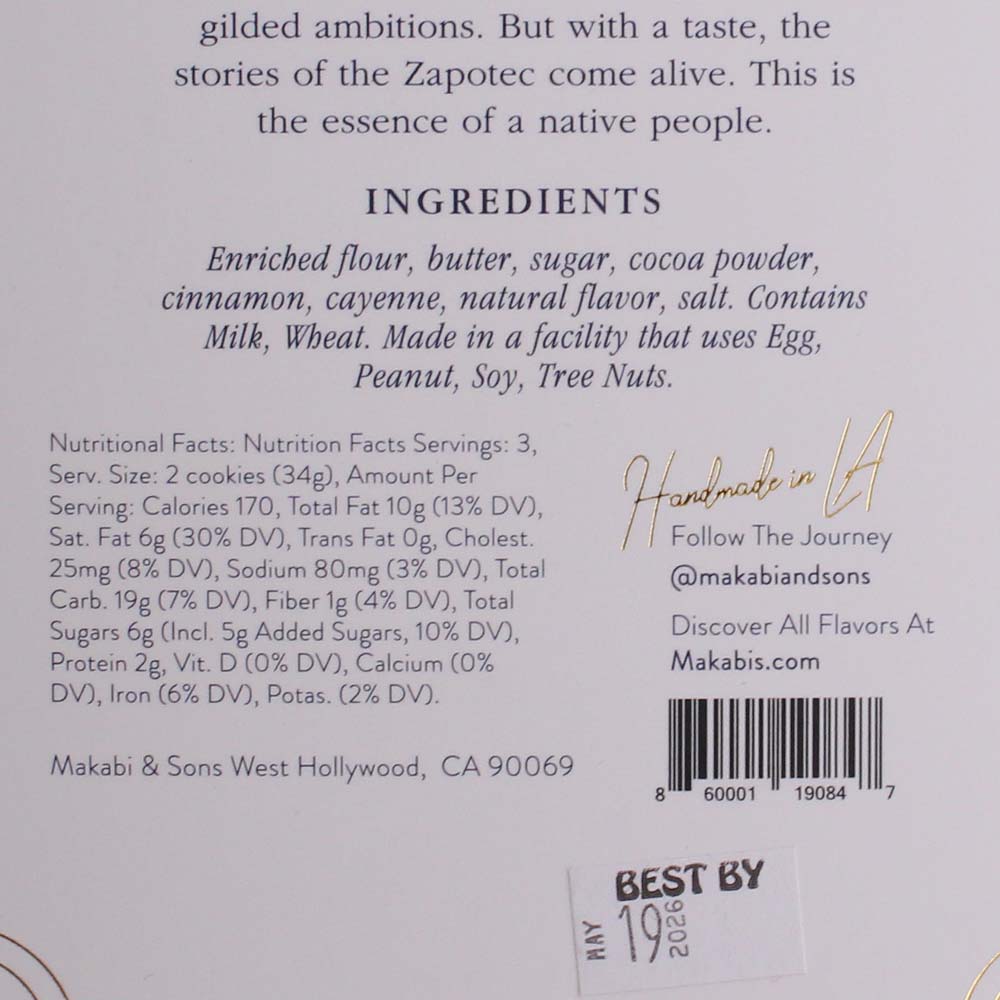 gilded ambitions. But with a taste, the
stories of the Zapotec come alive. This is
the essence of a native people.
INGREDIENTS
Enriched flour, butter, sugar, cocoa powder,
cinnamon, cayenne, natural flavor, salt. Contains
Milk, Wheat. Made in a facility that uses Egg,
Peanut, Soy, Tree Nuts.
Nutritional Facts: Nutrition Facts Servings: 3,
Serv. Size: 2 cookies (34g), Amount Per
Serving: Calories 170, Total Fat 10g (13% DV),
Sat. Fat 6g (30% DV), Trans Fat 0g, Cholest.
25mg (8% DV), Sodium 80mg (3% DV), Total
Carb. 19g (7% DV), Fiber 1g (4% DV), Total
Sugars 6g (Incl. 5g Added Sugars, 10% DV),
Protein 2g, Vit. D (0% DV), Calcium (0%
DV), Iron (6% DV), Potas. (2% DV).
Makabi & Sons West Hollywood, CA 90069
Handmade in LA
Follow The Journey
@makabiandsons
Discover All Flavors At
Makabis.com
8 60001 19084 7
BEST BY
MAY 19 2026